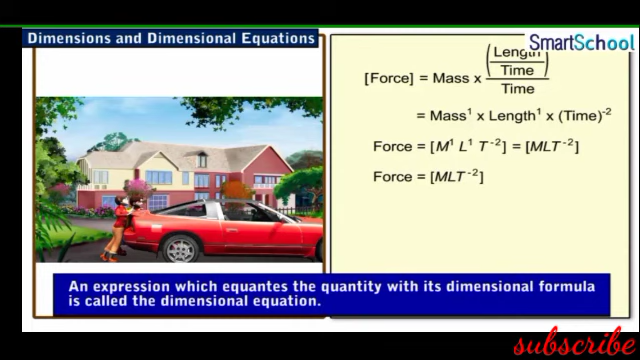 Dimensions and Dimensional Equations
SmartSchool
[Force] = Mass x ((Length/Time)/Time)
= Mass¹ x Length¹ x (Time)⁻²
Force = [M¹ L¹ T⁻²] = [MLT⁻²]
Force = [MLT⁻²]
An expression which equantes the quantity with its dimensional formula
is called the dimensional equation.
subscribe